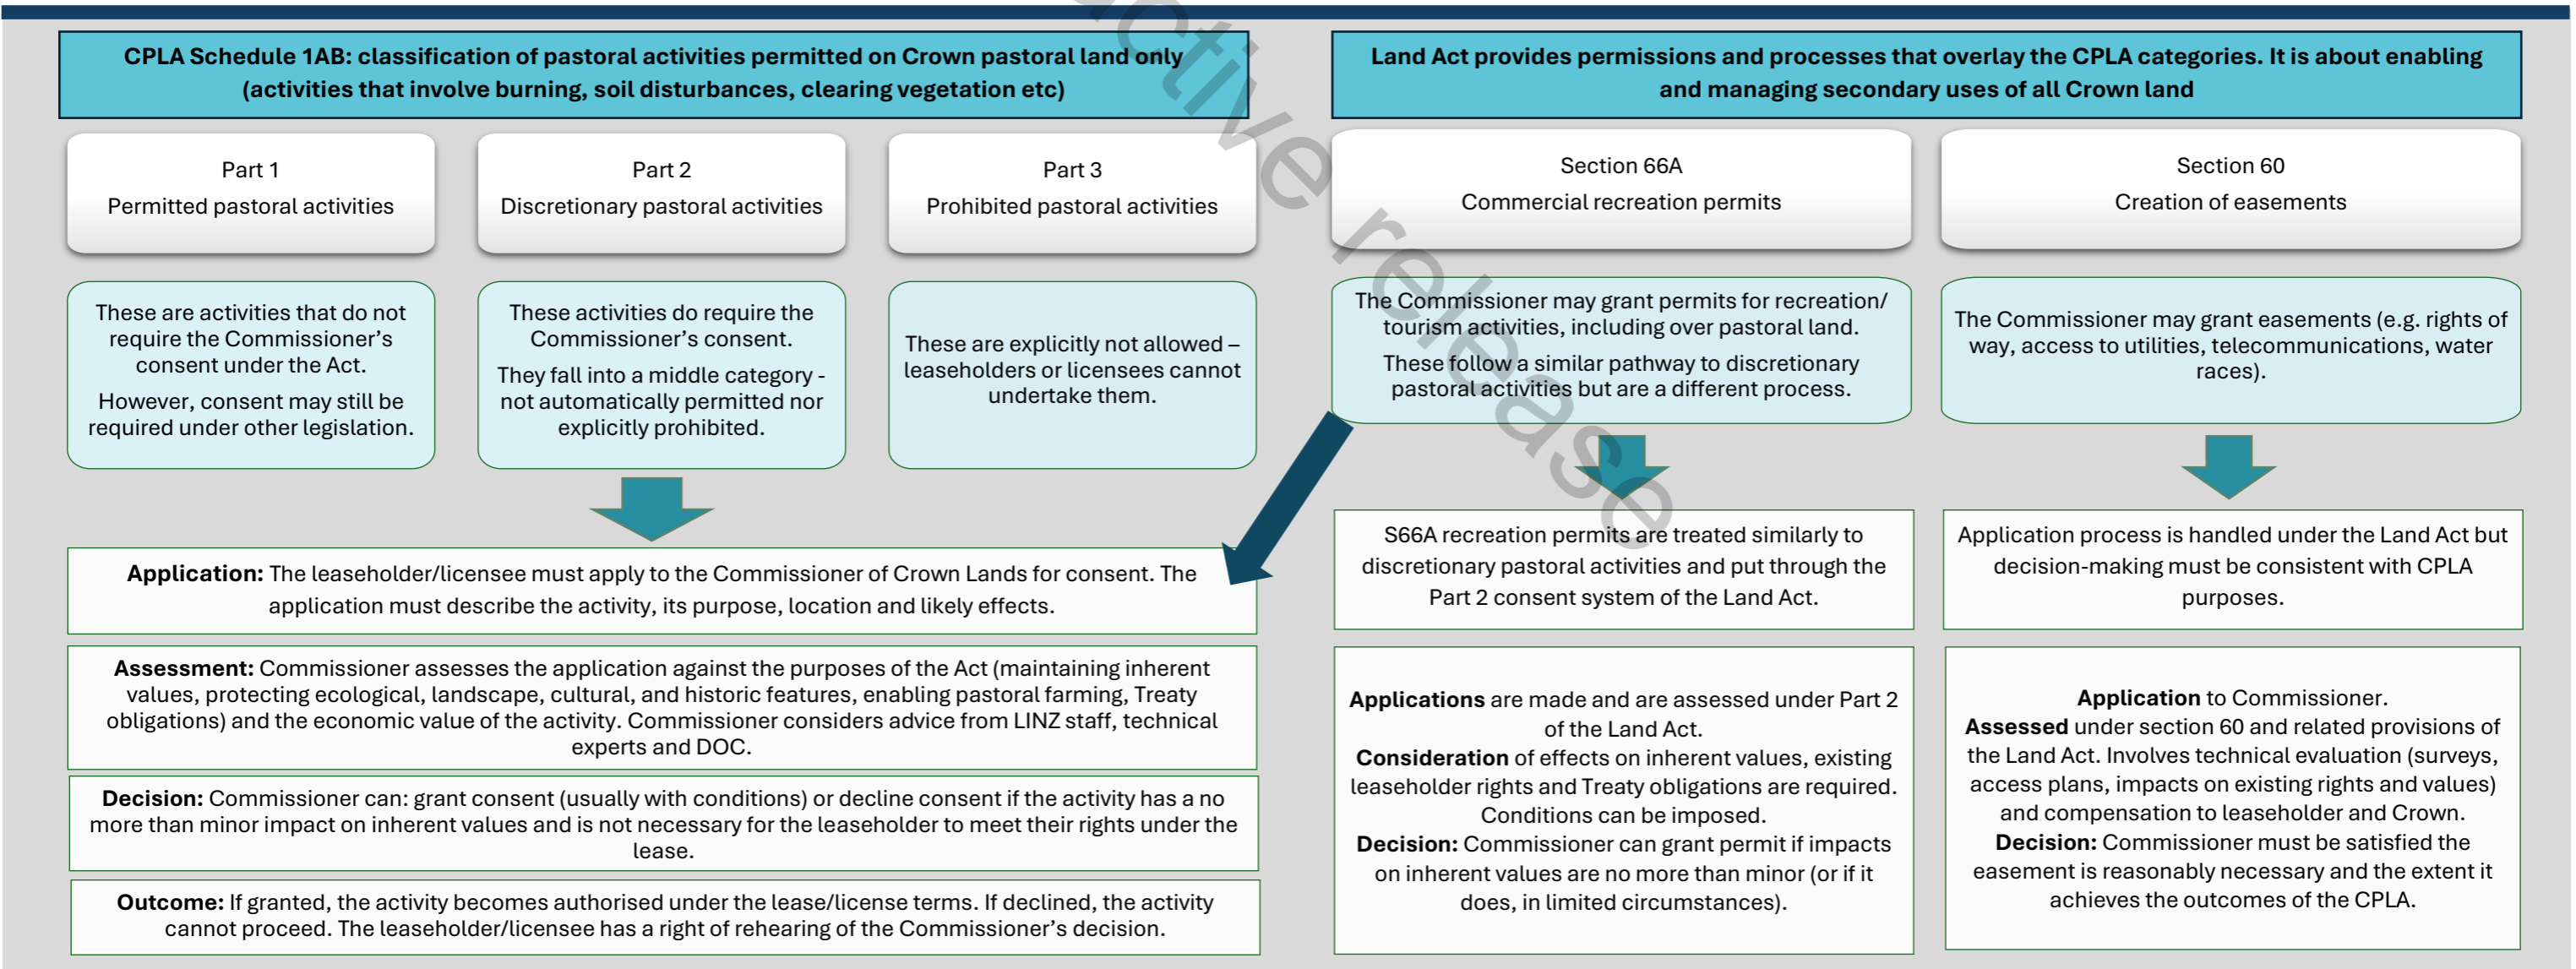 CPLA Schedule 1AB: classification of pastoral activities permitted on Crown pastoral land only
(activities that involve burning, soil disturbances, clearing vegetation etc)
Part 1
Permitted pastoral activities
Part 2
Discretionary pastoral activities
Part 3
Prohibited pastoral activities
These are activities that do not
require the Commissioner’s
consent under the Act.
However, consent may still be
required under other legislation.
These activities do require the
Commissioner’s consent.
They fall into a middle category -
not automatically permitted nor
explicitly prohibited.
These are explicitly not allowed –
leaseholders or licensees cannot
undertake them.
Application: The leaseholder/licensee must apply to the Commissioner of Crown Lands for consent. The
application must describe the activity, its purpose, location and likely effects.
Assessment: Commissioner assesses the application against the purposes of the Act (maintaining inherent
values, protecting ecological, landscape, cultural, and historic features, enabling pastoral farming, Treaty
obligations) and the economic value of the activity. Commissioner considers advice from LINZ staff, technical
experts and DOC.
Decision: Commissioner can: grant consent (usually with conditions) or decline consent if the activity has a no
more than minor impact on inherent values and is not necessary for the leaseholder to meet their rights under the
lease.
Outcome: If granted, the activity becomes authorised under the lease/license terms. If declined, the activity
cannot proceed. The leaseholder/licensee has a right of rehearing of the Commissioner’s decision.
Land Act provides permissions and processes that overlay the CPLA categories. It is about enabling
and managing secondary uses of all Crown land
Section 66A
Commercial recreation permits
Section 60
Creation of easements
The Commissioner may grant permits for recreation/
tourism activities, including over pastoral land.
These follow a similar pathway to discretionary
pastoral activities but are a different process.
The Commissioner may grant easements (e.g. rights of
way, access to utilities, telecommunications, water
races).
S66A recreation permits are treated similarly to
discretionary pastoral activities and put through the
Part 2 consent system of the Land Act.
Application process is handled under the Land Act but
decision-making must be consistent with CPLA
purposes.
Applications are made and are assessed under Part 2
of the Land Act.
Consideration of effects on inherent values, existing
leaseholder rights and Treaty obligations are required.
Conditions can be imposed.
Decision: Commissioner can grant permit if impacts
on inherent values are no more than minor (or if it
does, in limited circumstances).
Application to Commissioner.
Assessed under section 60 and related provisions of
the Land Act. Involves technical evaluation (surveys,
access plans, impacts on existing rights and values)
and compensation to leaseholder and Crown.
Decision: Commissioner must be satisfied the
easement is reasonably necessary and the extent it
achieves the outcomes of the CPLA.
release